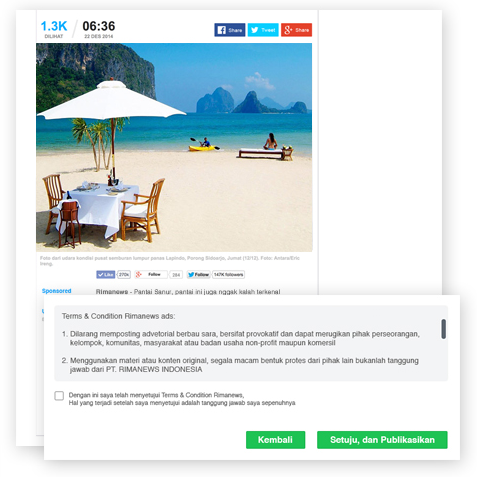 1.3K
DILIHAT
06:36
22 DES 2014
Share
Tweet
Share
Foto dari udara kondisi pusat semburan lumpur panas Lapindo, Porong Sidoarjo, Jumat (12/12). Foto: Antara/Eric
Ireng.
Like
270k
Follow
284
Follow
147K followers
Sponsored
Rimanews - Pantai Sanur, pantai ini juga nggak kalah terkenal
Terms & Condition Rimanews ads:
1. Dilarang memposting advetorial berbau sara, bersifat provokatif dan dapat merugikan pihak perseorangan,
kelompok, komunitas, masyarakat atau badan usaha non-profit maupun komersil
2. Menggunakan materi atau konten original, segala macam bentuk protes dari pihak lain bukanlah tanggung
jawab dari PT. RIMANEWS INDONESIA
Dengan ini saya telah menyetujui Terms & Condition Rimanews,
Hal yang terjadi setelah saya menyetujui adalah tanggung jawab saya sepenuhnya
Kembali
Setuju, dan Publikasikan